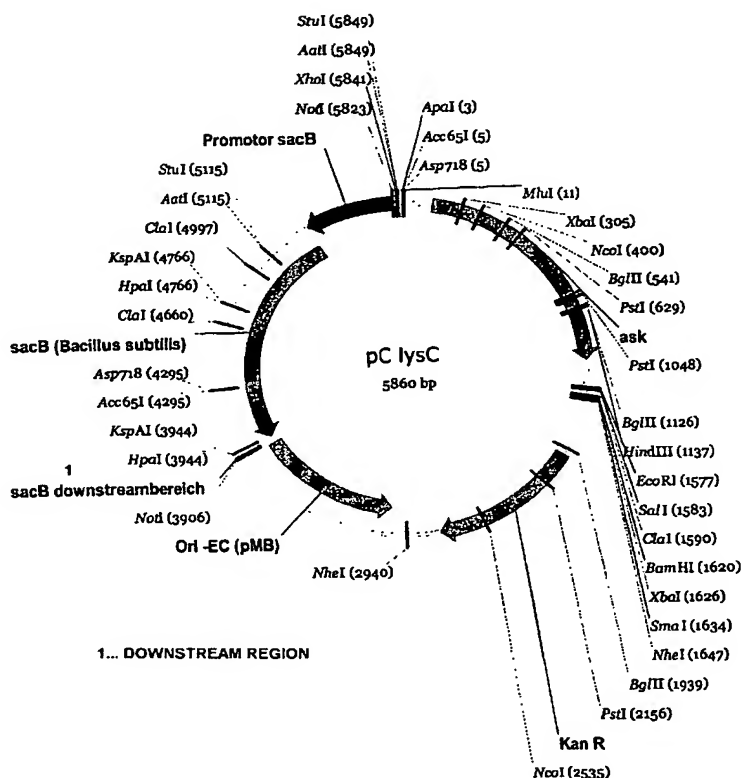 StuI (5849)
AatI (5849)
XhoI (5841)
NotI (5823)
Promotor sacB
StuI (5115)
AatI (5115)
ClaI (4997)
KspAI (4766)
HpaI (4766)
ClaI (4660)
sacB (Bacillus subtilis)
Asp718 (4295)
Acc65I (4295)
KspAI (3944)
HpaI (3944)
1
sacB downstreambereich
NotI (3906)
Ori -EC (pMB)
NheI (2940)
ApaI (3)
Acc65I (5)
Asp718 (5)
MluI (11)
XbaI (305)
NcoI (400)
BglII (541)
PstI (629)
ask
PstI (1048)
pC lysC
5860 bp
BglII (1126)
HindIII (1137)
EcoRI (1577)
SalI (1583)
ClaI (1590)
BamHI (1620)
XbaI (1626)
SmaI (1634)
NheI (1647)
BglII (1939)
PstI (2156)
Kan R
NcoI (2535)
1... DOWNSTREAM REGION